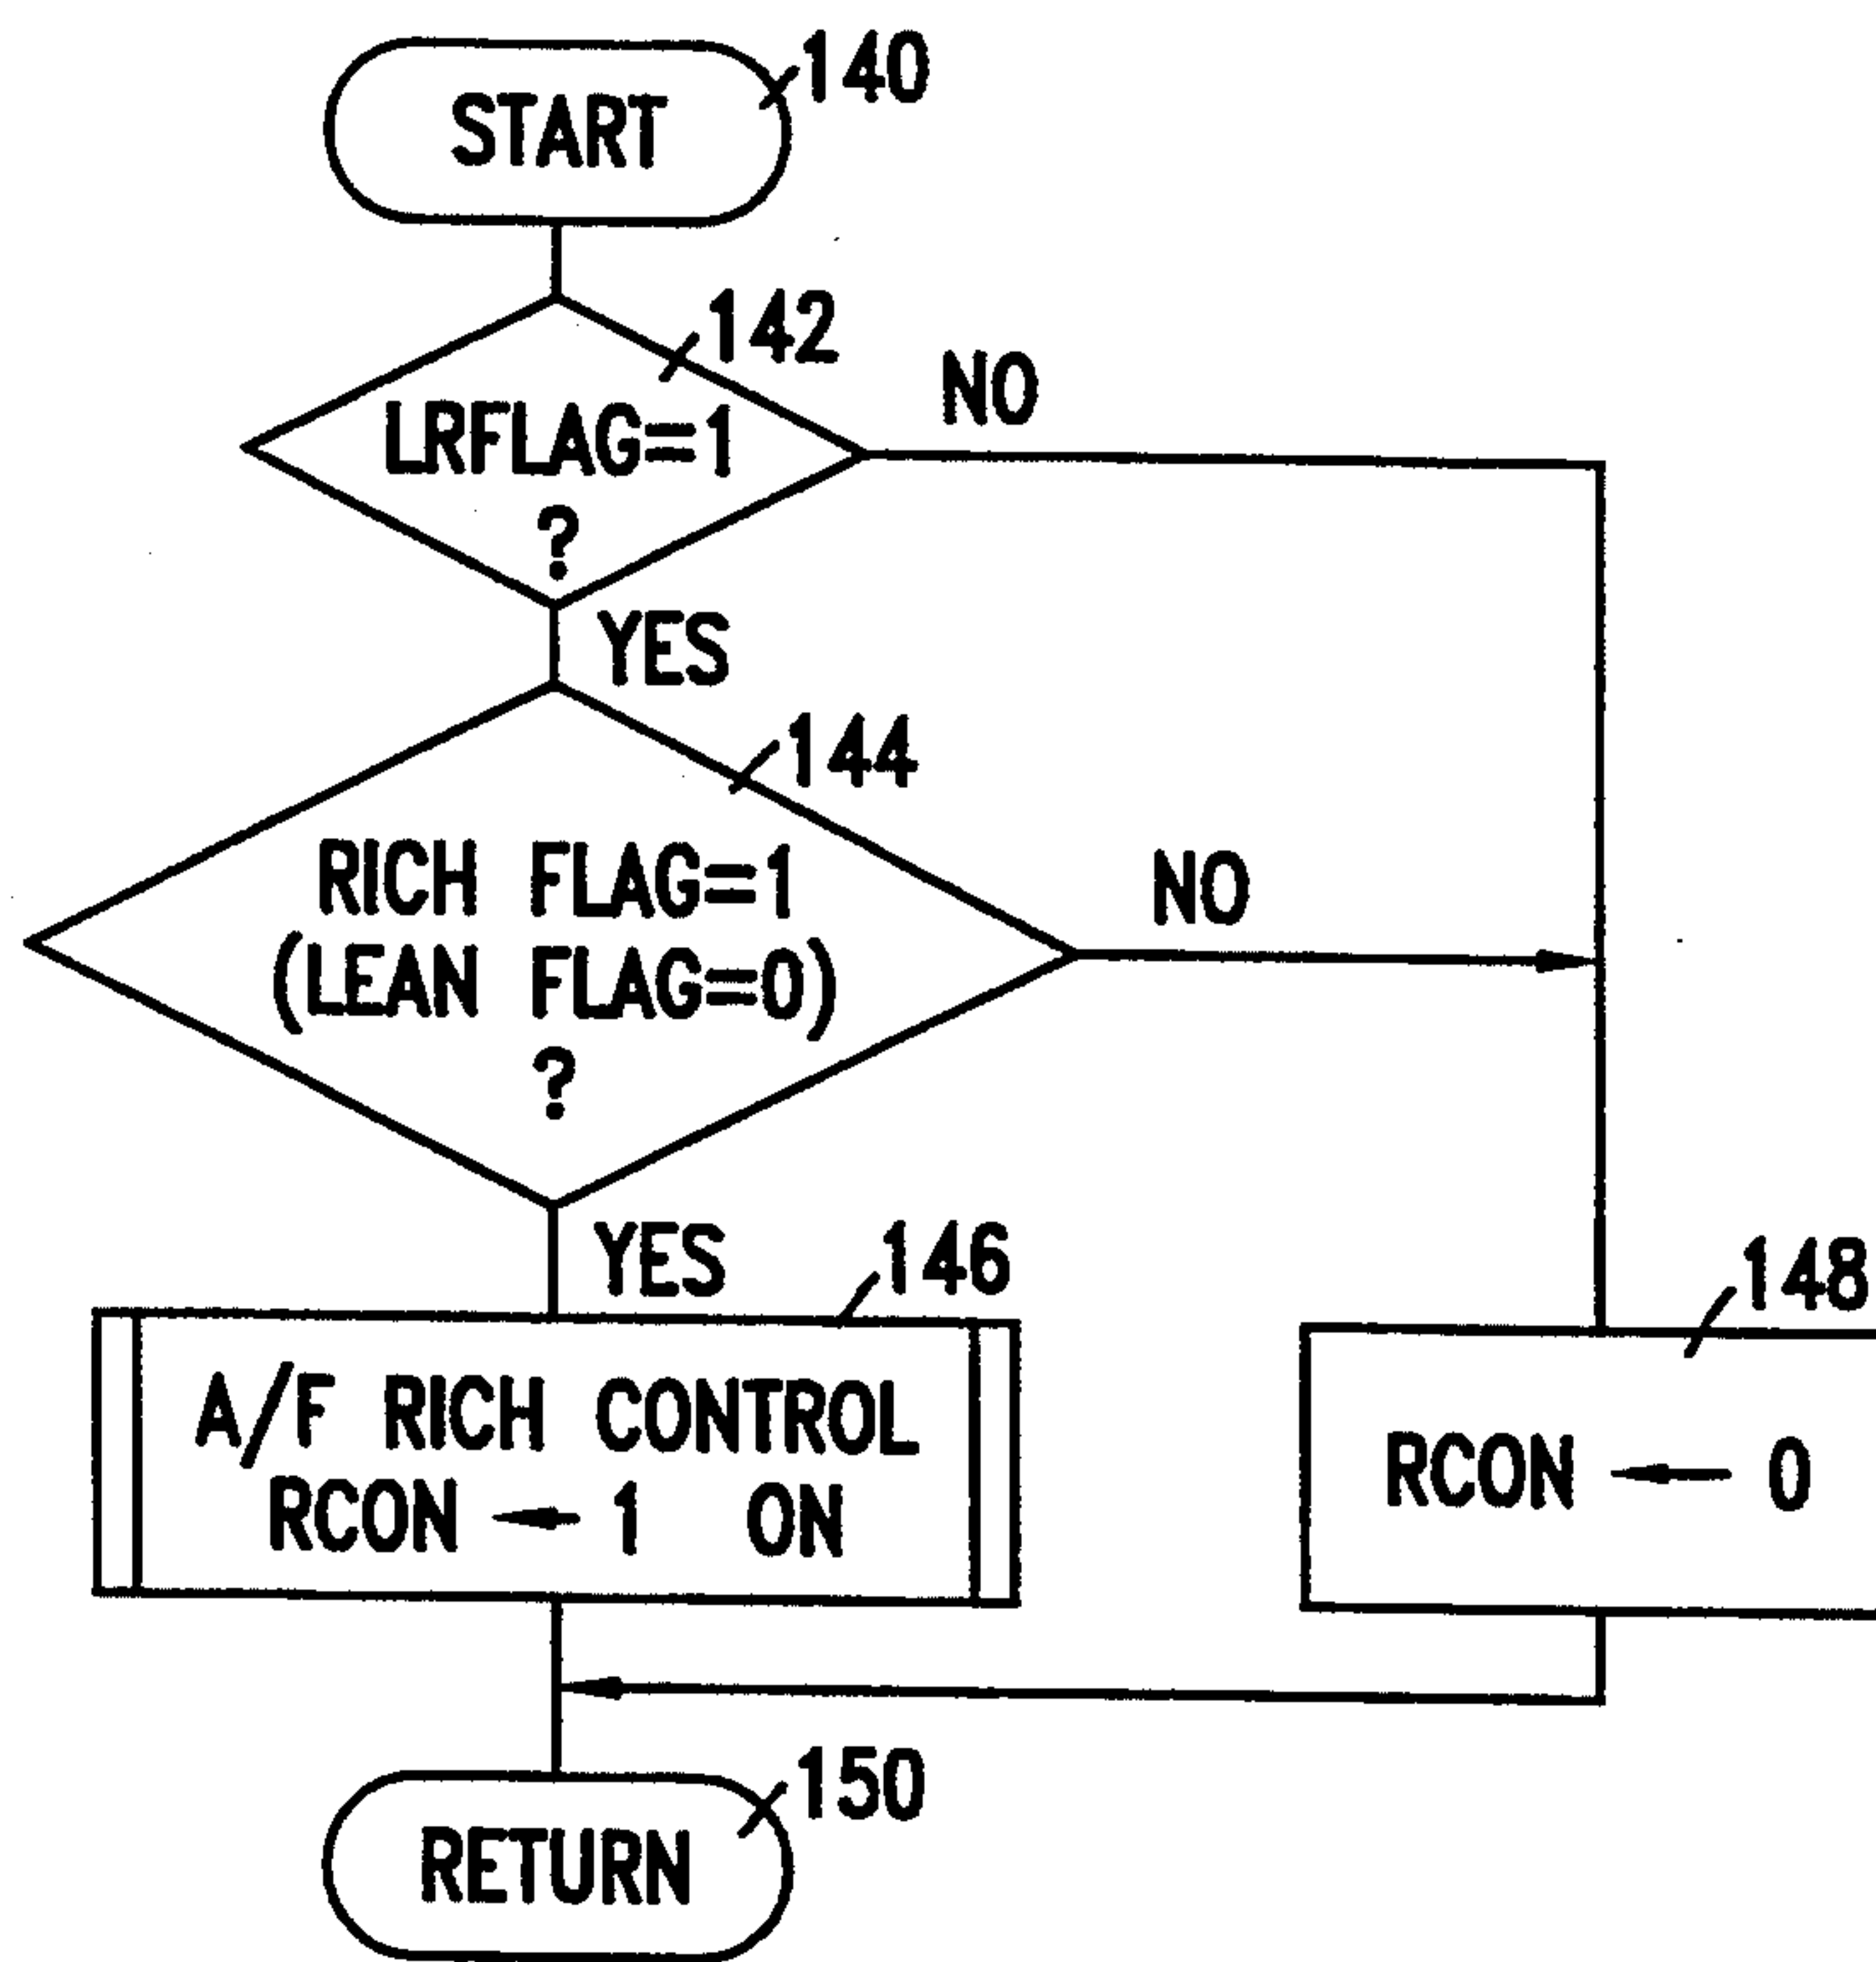 START
140
142
LRFLAG=1
?
NO
YES
144
RICH FLAG=1
(LEAN FLAG=0)
?
NO
YES
146
A/F RICH CONTROL
RCON ← 1 ON
148
RCON ← 0
150
RETURN